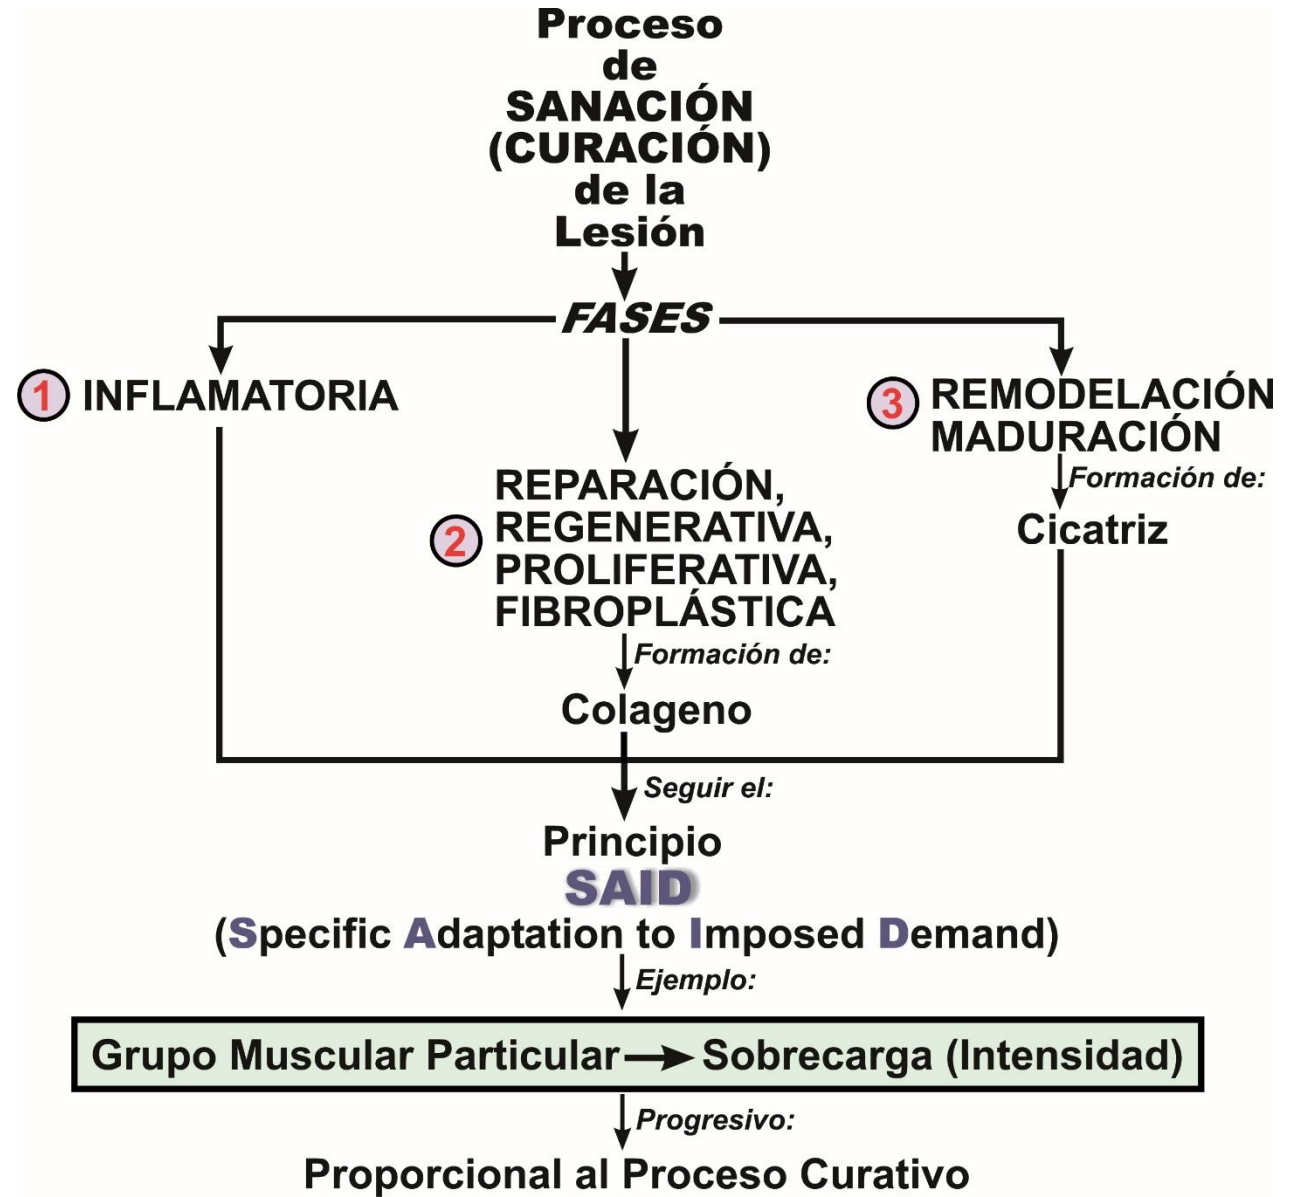 Proceso
de
SANACIÓN
(CURACIÓN)
de la
Lesión
FASES
1 INFLAMATORIA
2 REPARACIÓN,
REGENERATIVA,
PROLIFERATIVA,
FIBROPLÁSTICA
Formación de:
Colageno
3 REMODELACIÓN
MADURACIÓN
Formación de:
Cicatriz
Seguir el:
Principio
SAID
(Specific Adaptation to Imposed Demand)
Ejemplo:
Grupo Muscular Particular → Sobrecarga (Intensidad)
Progresivo:
Proporcional al Proceso Curativo